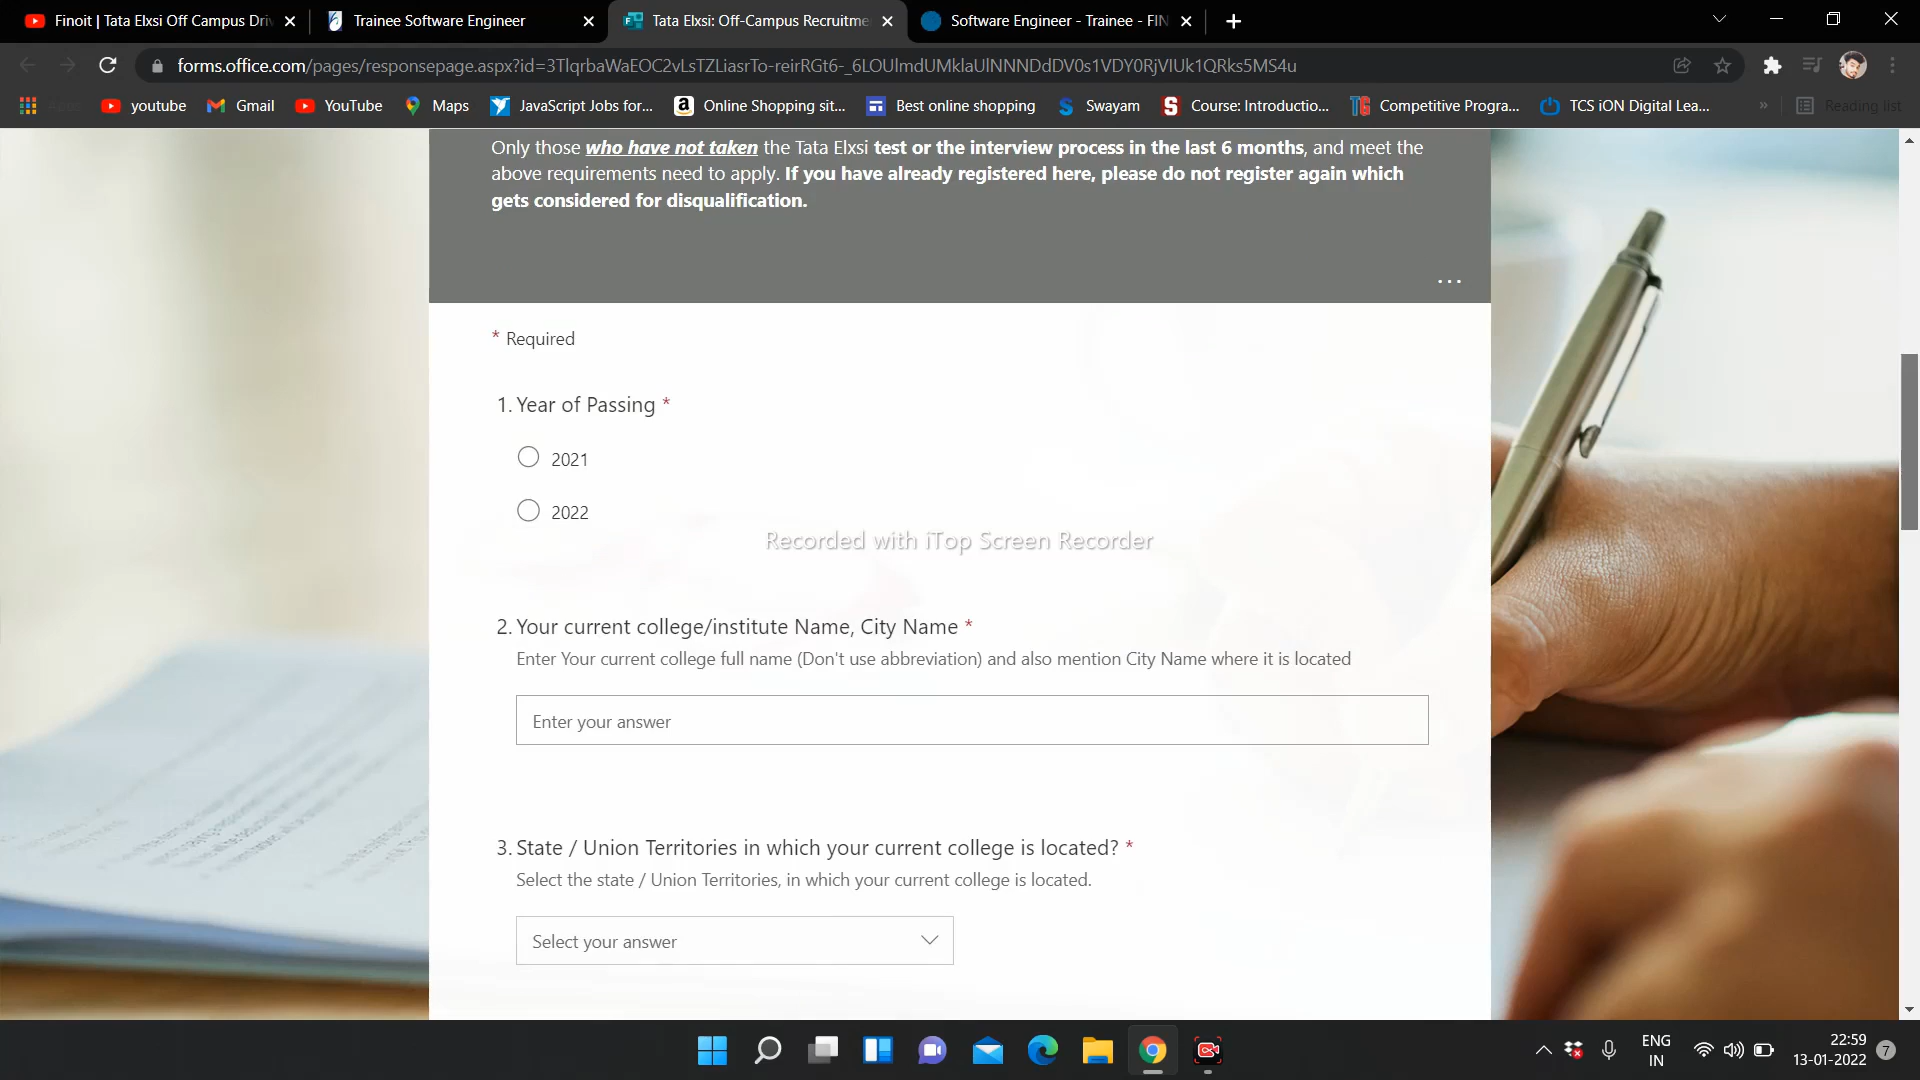 Finoit | Tata Elxsi Off Campus Driv
Trainee Software Engineer
Tata Elxsi: Off-Campus Recruitme
Software Engineer - Trainee - FIN
forms.office.com/pages/responsepage.aspx?id=3TlqrbaWaEOC2vLsTZLiasrTo-reirRGt6-_6LOUlmdUMklaUlNNNDdDV0s1VDY0RjVIUk1QRks5MS4u
Apps
youtube
Gmail
YouTube
Maps
JavaScript Jobs for...
Online Shopping sit...
Best online shopping
Swayam
Course: Introductio...
Competitive Progra...
TCS iON Digital Lea...
»
Reading list
Only those who have not taken the Tata Elxsi test or the interview process in the last 6 months, and meet the
above requirements need to apply. If you have already registered here, please do not register again which
gets considered for disqualification.
...
* Required
1. Year of Passing *
2021
2022
Recorded with iTop Screen Recorder
2. Your current college/institute Name, City Name *
Enter Your current college full name (Don't use abbreviation) and also mention City Name where it is located
Enter your answer
3. State / Union Territories in which your current college is located? *
Select the state / Union Territories, in which your current college is located.
Select your answer
ENG
IN
22:59
13-01-2022
7